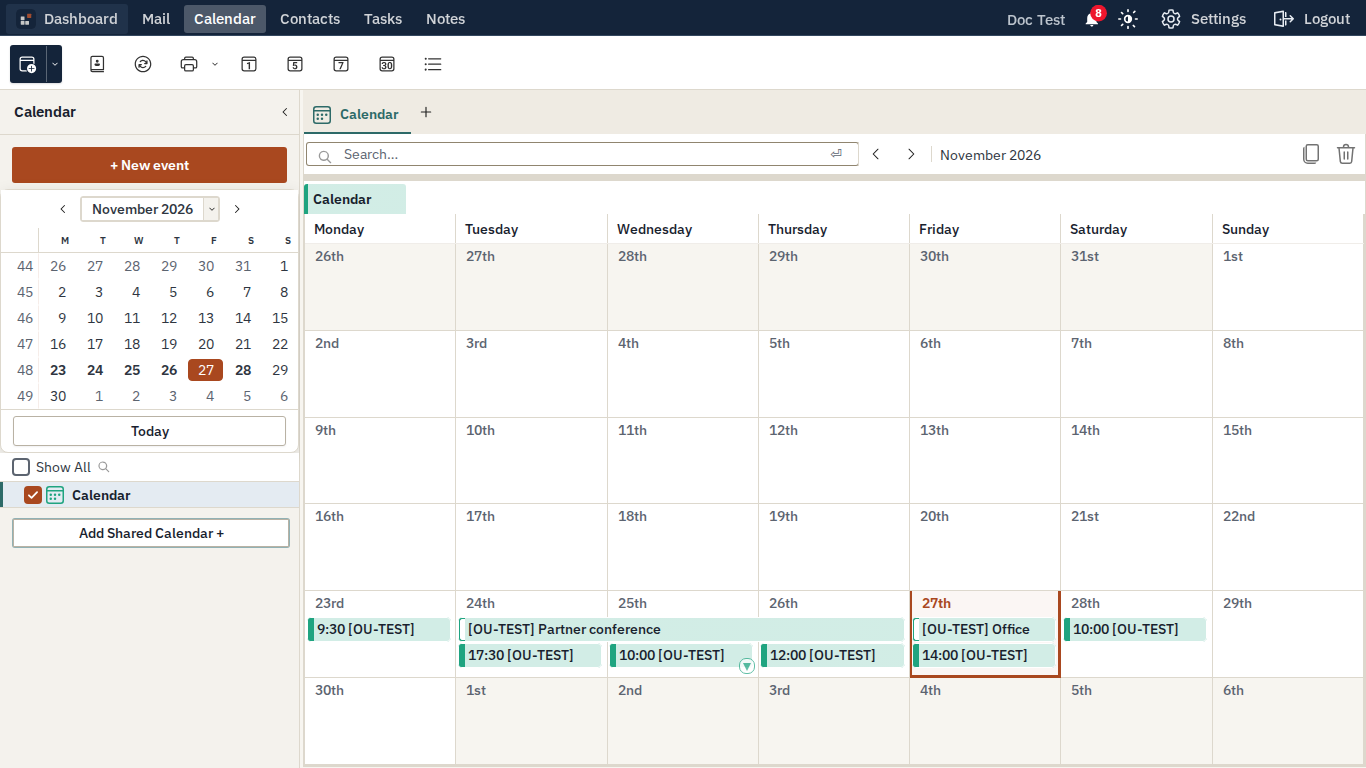 Dashboard Mail Calendar Contacts Tasks Notes Doc Test 8 Settings Logout
1 5 7 30
Calendar
+ New event
November 2026
M T W T F S S
44 26 27 28 29 30 31 1
45 2 3 4 5 6 7 8
46 9 10 11 12 13 14 15
47 16 17 18 19 20 21 22
48 23 24 25 26 27 28 29
49 30 1 2 3 4 5 6
Today
Show All
Calendar
Add Shared Calendar +
Calendar +
Search...
November 2026
Calendar
Monday Tuesday Wednesday Thursday Friday Saturday Sunday
26th 27th 28th 29th 30th 31st 1st
2nd 3rd 4th 5th 6th 7th 8th
9th 10th 11th 12th 13th 14th 15th
16th 17th 18th 19th 20th 21st 22nd
23rd 24th 25th 26th 27th 28th 29th
9:30 [OU-TEST] [OU-TEST] Partner conference [OU-TEST] Office 10:00 [OU-TEST]
17:30 [OU-TEST] 10:00 [OU-TEST] 12:00 [OU-TEST] 14:00 [OU-TEST]
30th 1st 2nd 3rd 4th 5th 6th